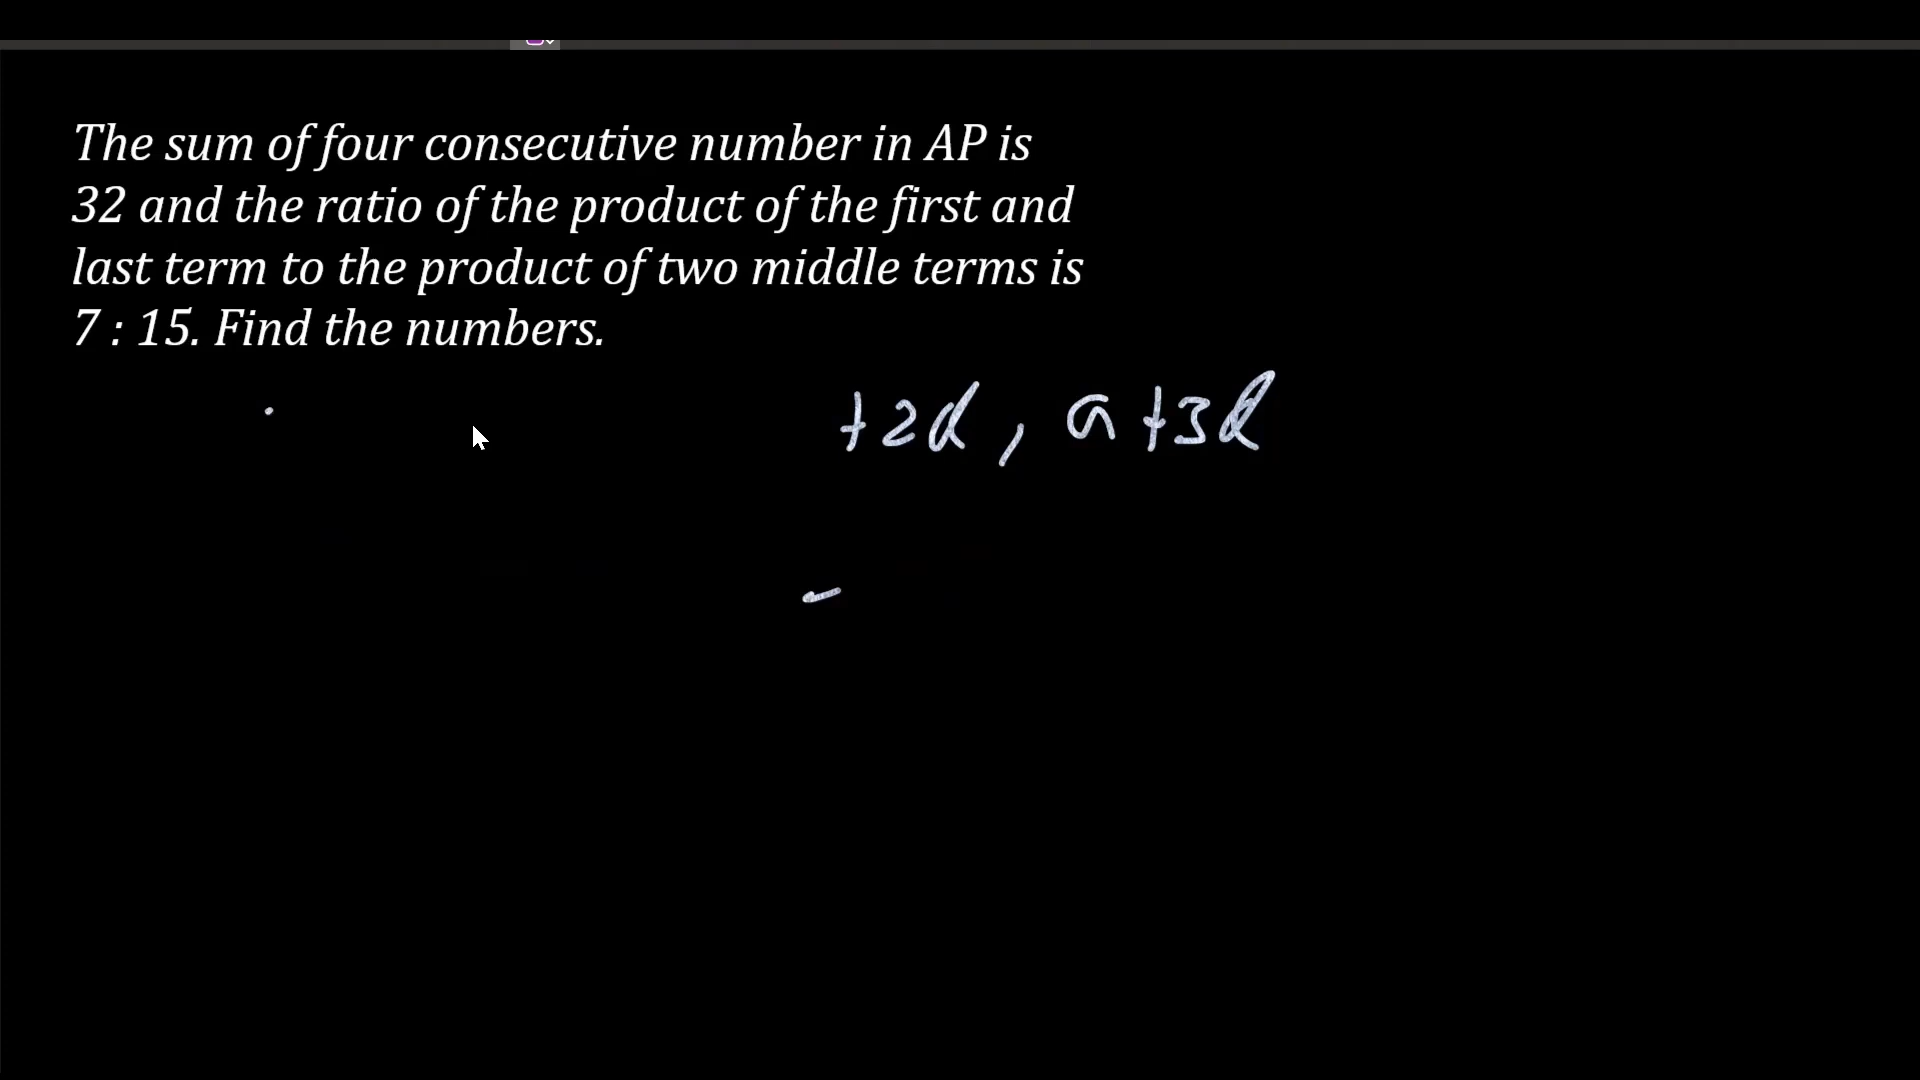 The sum of four consecutive number in AP is
32 and the ratio of the product of the first and
last term to the product of two middle terms is
7 : 15. Find the numbers.
+2d, a+3d